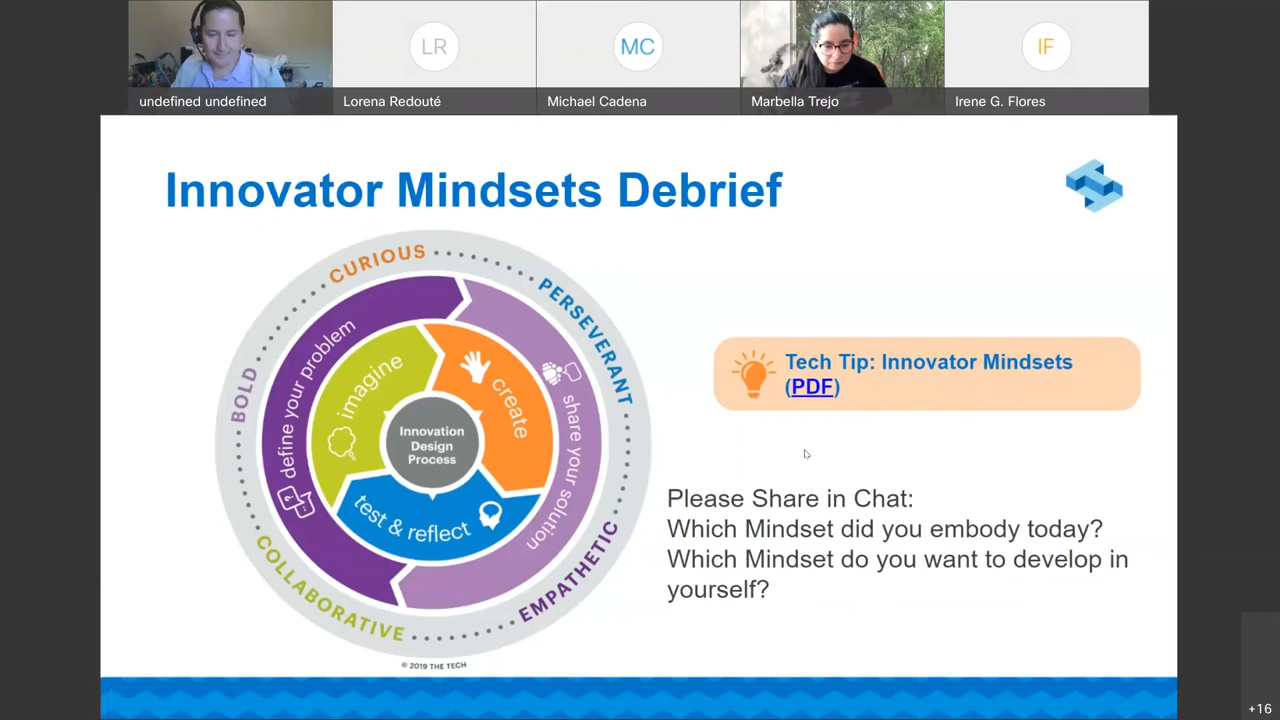 LR
MC
IF
undefined undefined
Lorena Redouté
Michael Cadena
Marbella Trejo
Irene G. Flores
Innovator Mindsets Debrief
CURIOUS
PERSEVERANT
EMPATHETIC
COLLABORATIVE
BOLD
define your problem
share your solution
imagine
create
test & reflect
?
Innovation
Design
Process
© 2019 THE TECH
Tech Tip: Innovator Mindsets
(PDF)
Please Share in Chat:
Which Mindset did you embody today?
Which Mindset do you want to develop in
yourself?
+16